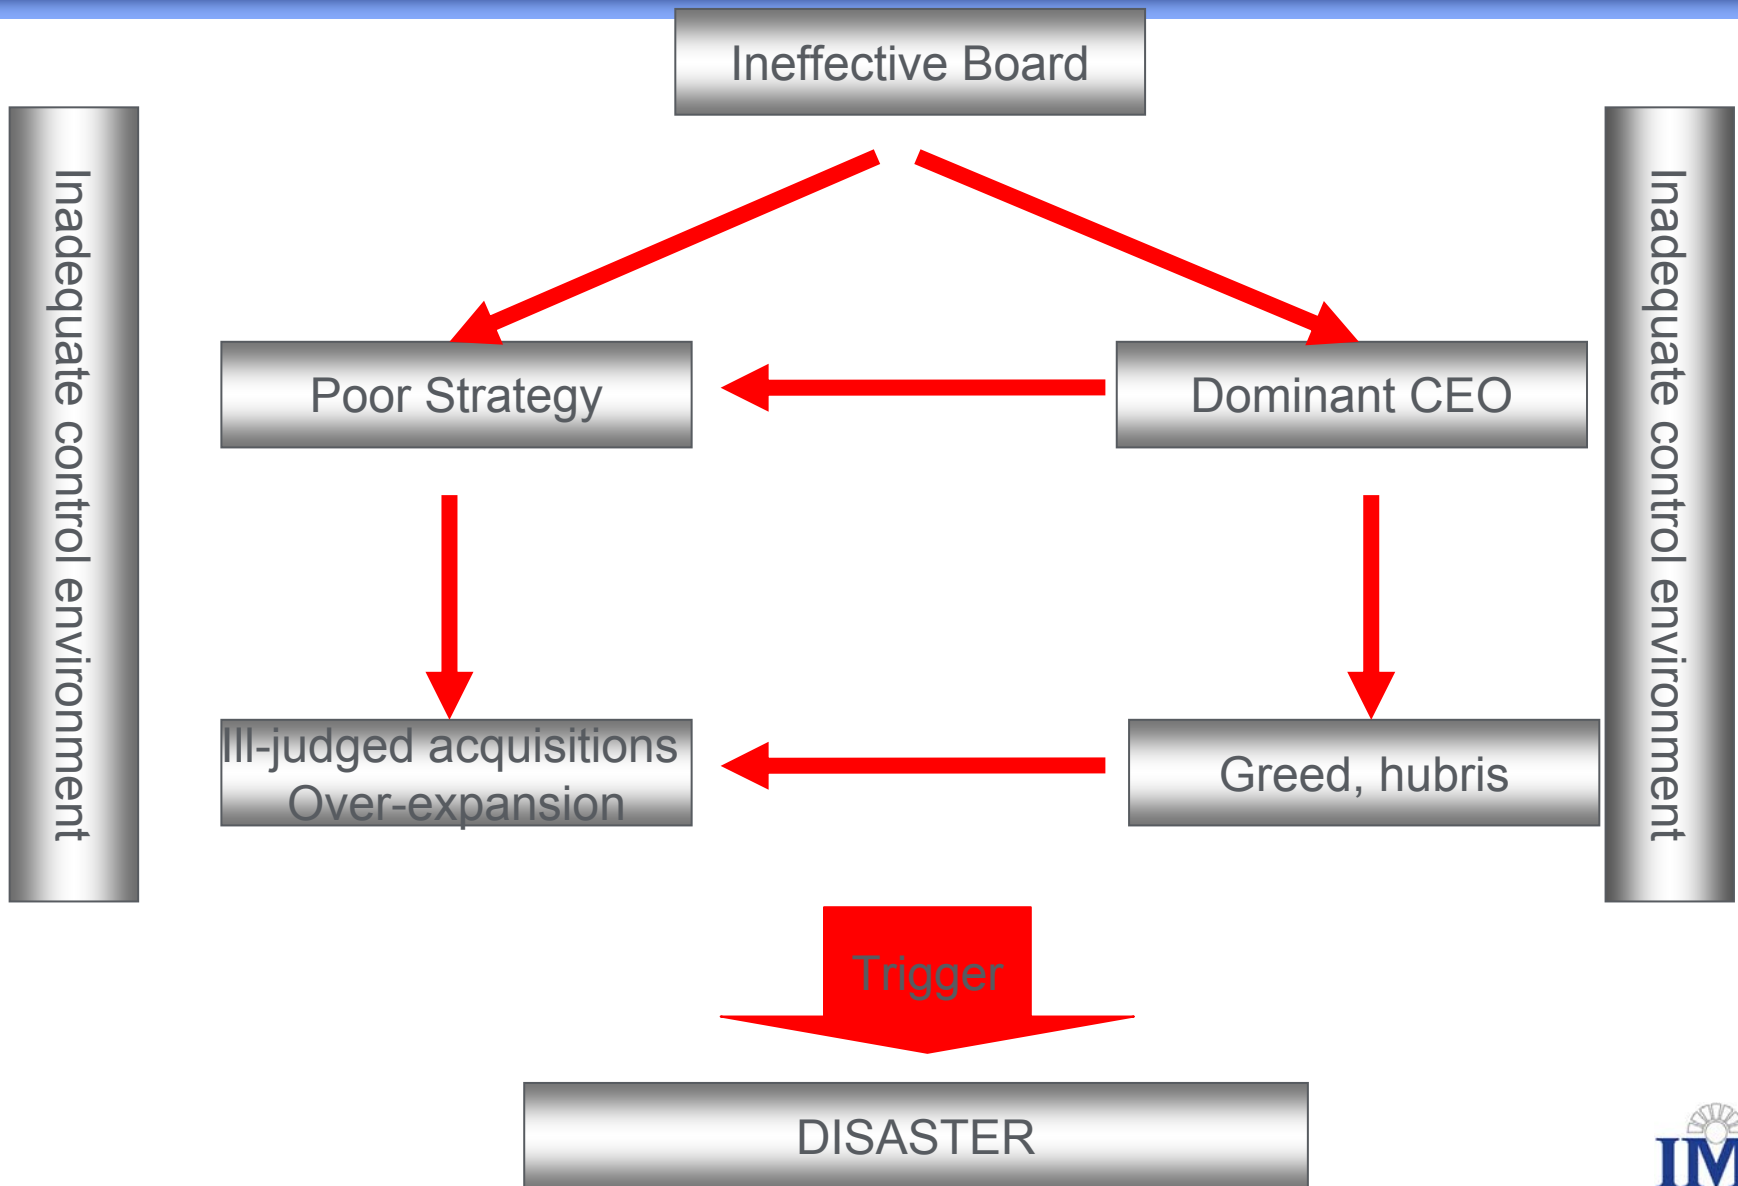 Ineffective Board
Inadequate control environment
Inadequate control environment
Poor Strategy
Dominant CEO
Ill-judged acquisitions
Over-expansion
Greed, hubris
Trigger
DISASTER